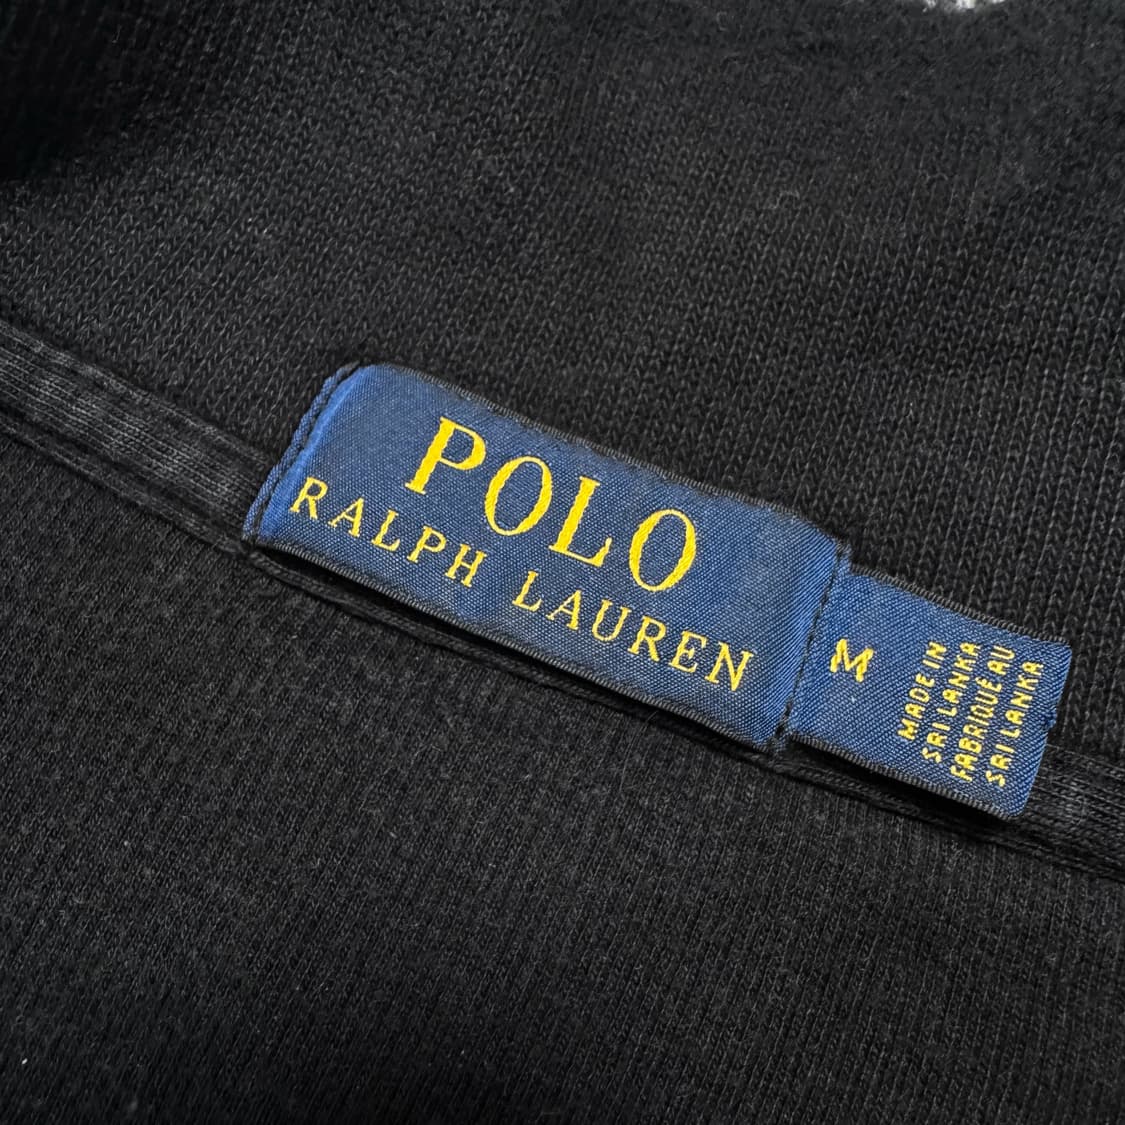 POLO
RALPH LAUREN
M
MADE IN
SRI LANKA
FABRIQUÉ AU
SRI LANKA